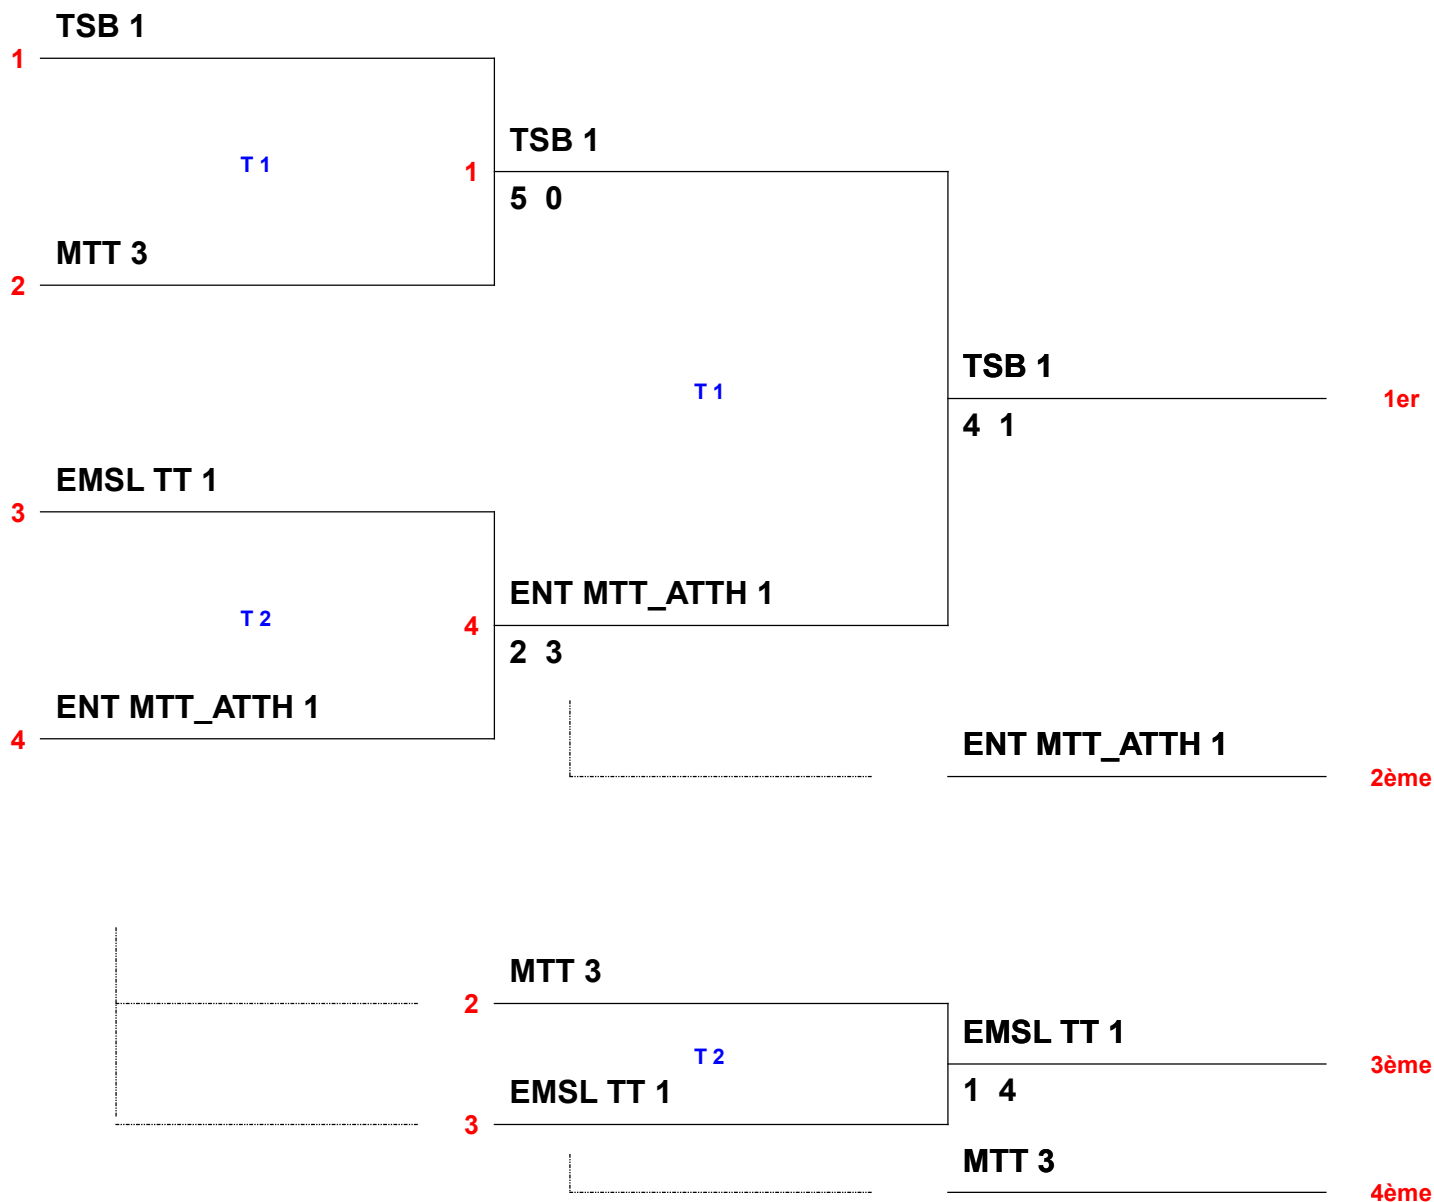 TSB 1
1
TSB 1
T 1
1
5 0
MTT 3
2
TSB 1
T 1
1er
4 1
EMSL TT 1
3
ENT MTT_ATTH 1
T 2
4
2 3
ENT MTT_ATTH 1
4
ENT MTT_ATTH 1
2ème
MTT 3
2
EMSL TT 1
T 2
3ème
EMSL TT 1
1 4
3
MTT 3
4ème